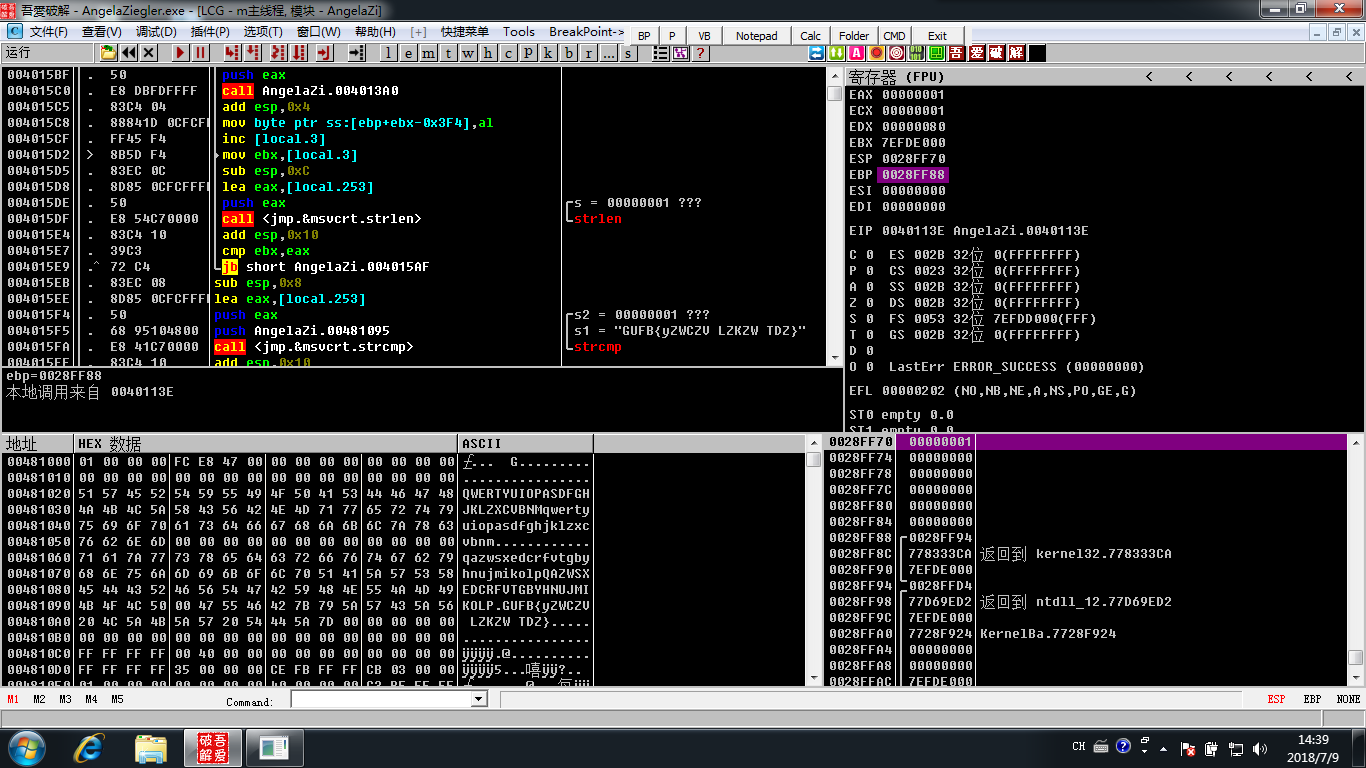 吾愛破解 - AngelaZiegler.exe - [LCG - m主线程, 模块 - AngelaZi]
文件(F) 查看(V) 调试(D) 插件(P) 选项(T) 窗口(W) 帮助(H) [+] 快捷菜单 Tools BreakPoint-> BP P VB Notepad Calc Folder CMD Exit
运行 l e m t w h c P k b r ... s ? A 吾 爱 破 解
004015BF . 50 push eax
004015C0 . E8 DBFDFFFF call AngelaZi.004013A0
004015C5 . 83C4 04 add esp,0x4
004015C8 . 88841D 0CFCFF mov byte ptr ss:[ebp+ebx-0x3F4],al
004015CF . FF45 F4 inc [local.3]
004015D2 > 8B5D F4 mov ebx,[local.3]
004015D5 . 83EC 0C sub esp,0xC
004015D8 . 8D85 0CFCFFFF lea eax,[local.253]
004015DE . 50 push eax s = 00000001 ???
004015DF . E8 54C70000 call <jmp.&msvcrt.strlen> strlen
004015E4 . 83C4 10 add esp,0x10
004015E7 . 39C3 cmp ebx,eax
004015E9 .^ 72 C4 jb short AngelaZi.004015AF
004015EB . 83EC 08 sub esp,0x8
004015EE . 8D85 0CFCFFFF lea eax,[local.253]
004015F4 . 50 push eax s2 = 00000001 ???
004015F5 . 68 95104800 push AngelaZi.00481095 s1 = "GUFB{yZWCZV LZKZW TDZ}"
004015FA . E8 41C70000 call <jmp.&msvcrt.strcmp> strcmp
004015FF . 83C4 10 add esp,0x10
ebp=0028FF88
本地调用来自 0040113E
寄存器 (FPU) < < < < < <
EAX 00000001
ECX 00000001
EDX 00000080
EBX 7EFDE000
ESP 0028FF70
EBP 0028FF88
ESI 00000000
EDI 00000000
EIP 0040113E AngelaZi.0040113E
C 0 ES 002B 32位 0(FFFFFFFF)
P 0 CS 0023 32位 0(FFFFFFFF)
A 0 SS 002B 32位 0(FFFFFFFF)
Z 0 DS 002B 32位 0(FFFFFFFF)
S 0 FS 0053 32位 7EFDD000(FFF)
T 0 GS 002B 32位 0(FFFFFFFF)
D 0
O 0 LastErr ERROR_SUCCESS (00000000)
EFL 00000202 (NO,NB,NE,A,NS,PO,GE,G)
ST0 empty 0.0
ST1 empty 0.0
地址 HEX 数据 ASCII
00481000 01 00 00 00 FC E8 47 00 00 00 00 00 00 00 00 00
00481010 00 00 00 00 00 00 00 00 00 00 00 00 00 00 00 00 ................
00481020 51 57 45 52 54 59 55 49 4F 50 41 53 44 46 47 48 QWERTYUIOPASDFGH
00481030 4A 4B 4C 5A 58 43 56 42 4E 4D 71 77 65 72 74 79 JKLZXCVBNMqwerty
00481040 75 69 6F 70 61 73 64 66 67 68 6A 6B 6C 7A 78 63 uiopasdfghjklzxc
00481050 76 62 6E 6D 00 00 00 00 00 00 00 00 00 00 00 00 vbnm............
00481060 71 61 7A 77 73 78 65 64 63 72 66 76 74 67 62 79 qazwsxedcrfvtgby
00481070 68 6E 75 6A 6D 69 6B 6F 6C 70 51 41 5A 57 53 58 hnujmikolpQAZWSX
00481080 45 44 43 52 46 56 54 47 42 59 48 4E 55 4A 4D 49 EDCRFVTGBYHNUJMI
00481090 4B 4F 4C 50 00 47 55 46 42 7B 79 5A 57 43 5A 56 KOLP.GUFB{yZWCZV
004810A0 20 4C 5A 4B 5A 57 20 54 44 5A 7D 00 00 00 00 00 LZKZW TDZ}.....
004810B0 00 00 00 00 00 00 00 00 00 00 00 00 00 00 00 00 ................
004810C0 FF FF FF FF 00 40 00 00 00 00 00 00 00 00 00 00
004810D0 FF FF FF FF 35 00 00 00 CE FB FF FF CB 03 00 00
0028FF70 00000001
0028FF74 00000000
0028FF78 00000000
0028FF7C 00000000
0028FF80 00000000
0028FF84 00000000
0028FF88 0028FF94
0028FF8C 778333CA 返回到 kernel32.778333CA
0028FF90 7EFDE000
0028FF94 0028FFD4
0028FF98 77D69ED2 返回到 ntdll_12.77D69ED2
0028FF9C 7EFDE000
0028FFA0 7728F924 KernelBa.7728F924
0028FFA4 00000000
0028FFA8 00000000
0028FFAC 7EFDE000
M1 M2 M3 M4 M5 Command: ESP EBP NONE
破吾
解爱
CH
14:39
2018/7/9